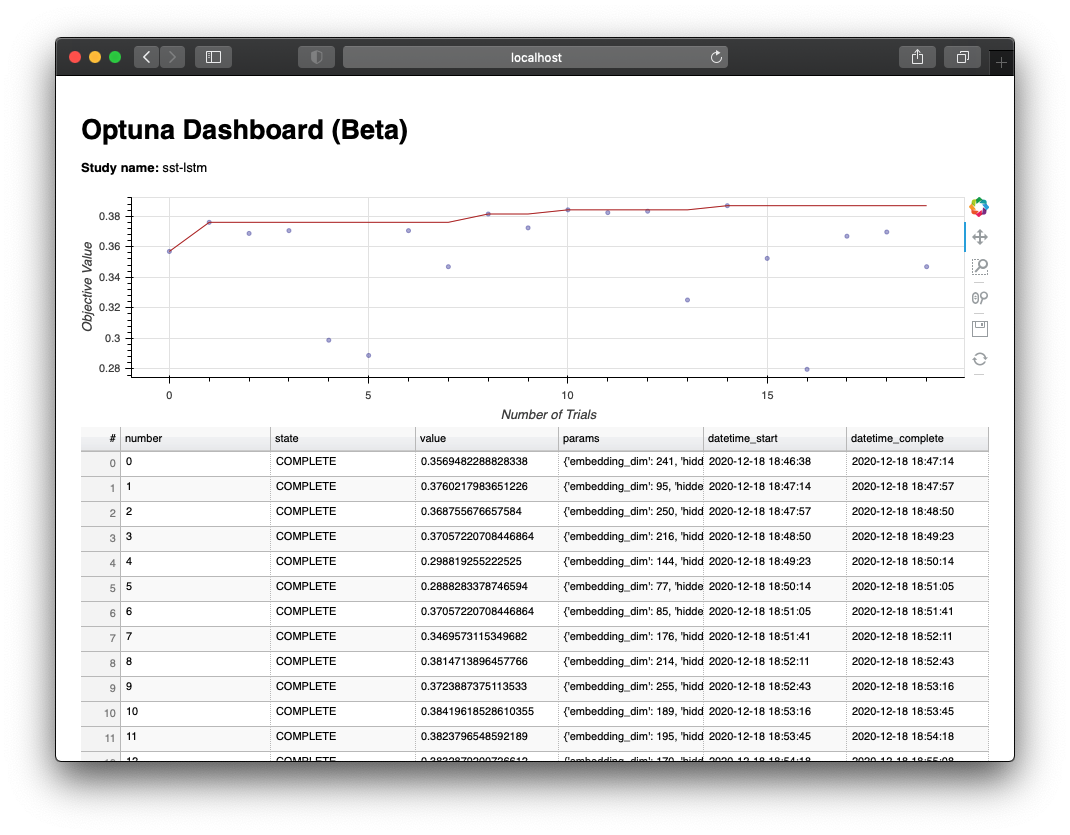 localhost
Optuna Dashboard (Beta)
Study name: sst-lstm
Objective Value
0.38
0.36
0.34
0.32
0.3
0.28
0 5 10 15
Number of Trials
# number state value params datetime_start datetime_complete
0 0 COMPLETE 0.3569482288828338 {'embedding_dim': 241, 'hidd 2020-12-18 18:46:38 2020-12-18 18:47:14
1 1 COMPLETE 0.3760217983651226 {'embedding_dim': 95, 'hidde 2020-12-18 18:47:14 2020-12-18 18:47:57
2 2 COMPLETE 0.368755676657584 {'embedding_dim': 250, 'hidd 2020-12-18 18:47:57 2020-12-18 18:48:50
3 3 COMPLETE 0.37057220708446864 {'embedding_dim': 216, 'hidd 2020-12-18 18:48:50 2020-12-18 18:49:23
4 4 COMPLETE 0.298819255222525 {'embedding_dim': 144, 'hidd 2020-12-18 18:49:23 2020-12-18 18:50:14
5 5 COMPLETE 0.2888283378746594 {'embedding_dim': 77, 'hidde 2020-12-18 18:50:14 2020-12-18 18:51:05
6 6 COMPLETE 0.37057220708446864 {'embedding_dim': 85, 'hidde 2020-12-18 18:51:05 2020-12-18 18:51:41
7 7 COMPLETE 0.3469573115349682 {'embedding_dim': 176, 'hidd 2020-12-18 18:51:41 2020-12-18 18:52:11
8 8 COMPLETE 0.3814713896457766 {'embedding_dim': 214, 'hidd 2020-12-18 18:52:11 2020-12-18 18:52:43
9 9 COMPLETE 0.3723887375113533 {'embedding_dim': 255, 'hidd 2020-12-18 18:52:43 2020-12-18 18:53:16
10 10 COMPLETE 0.38419618528610355 {'embedding_dim': 189, 'hidd 2020-12-18 18:53:16 2020-12-18 18:53:45
11 11 COMPLETE 0.3823796548592189 {'embedding_dim': 195, 'hidd 2020-12-18 18:53:45 2020-12-18 18:54:18
12 COMPLETE {'embedding_dim': 2020-12-18 18:54:18 2020-12-18